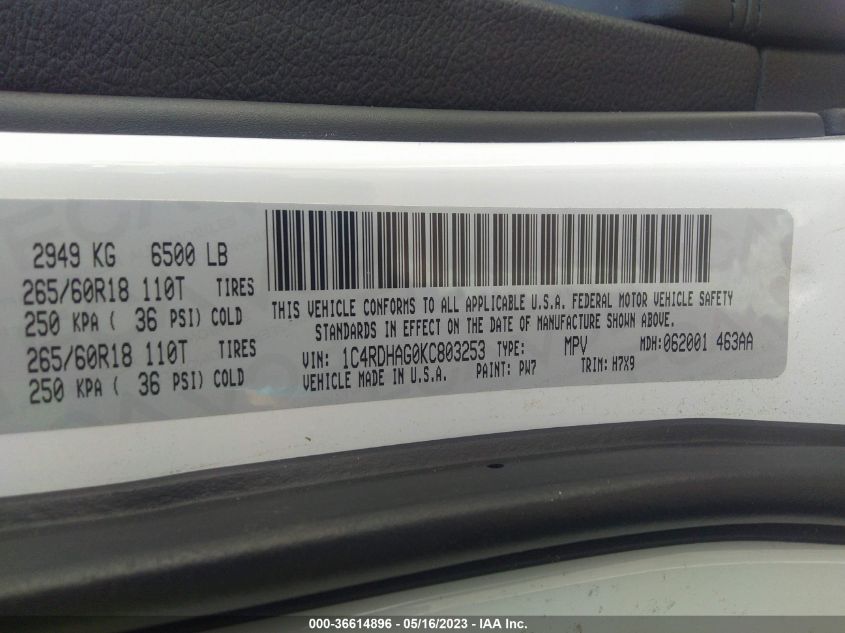 2949 KG 6500 LB
265/60R18 110T TIRES
250 KPA ( 36 PSI) COLD
265/60R18 110T TIRES
250 KPA ( 36 PSI) COLD
THIS VEHICLE CONFORMS TO ALL APPLICABLE U.S.A. FEDERAL MOTOR VEHICLE SAFETY
STANDARDS IN EFFECT ON THE DATE OF MANUFACTURE SHOWN ABOVE.
VIN: 1C4RDHAG0KC803253 TYPE: MPV MDH:062001 463AA
VEHICLE MADE IN U.S.A. PAINT: PW7 TRIM: H7X9
000-36614896 - 05/16/2023 - IAA Inc.